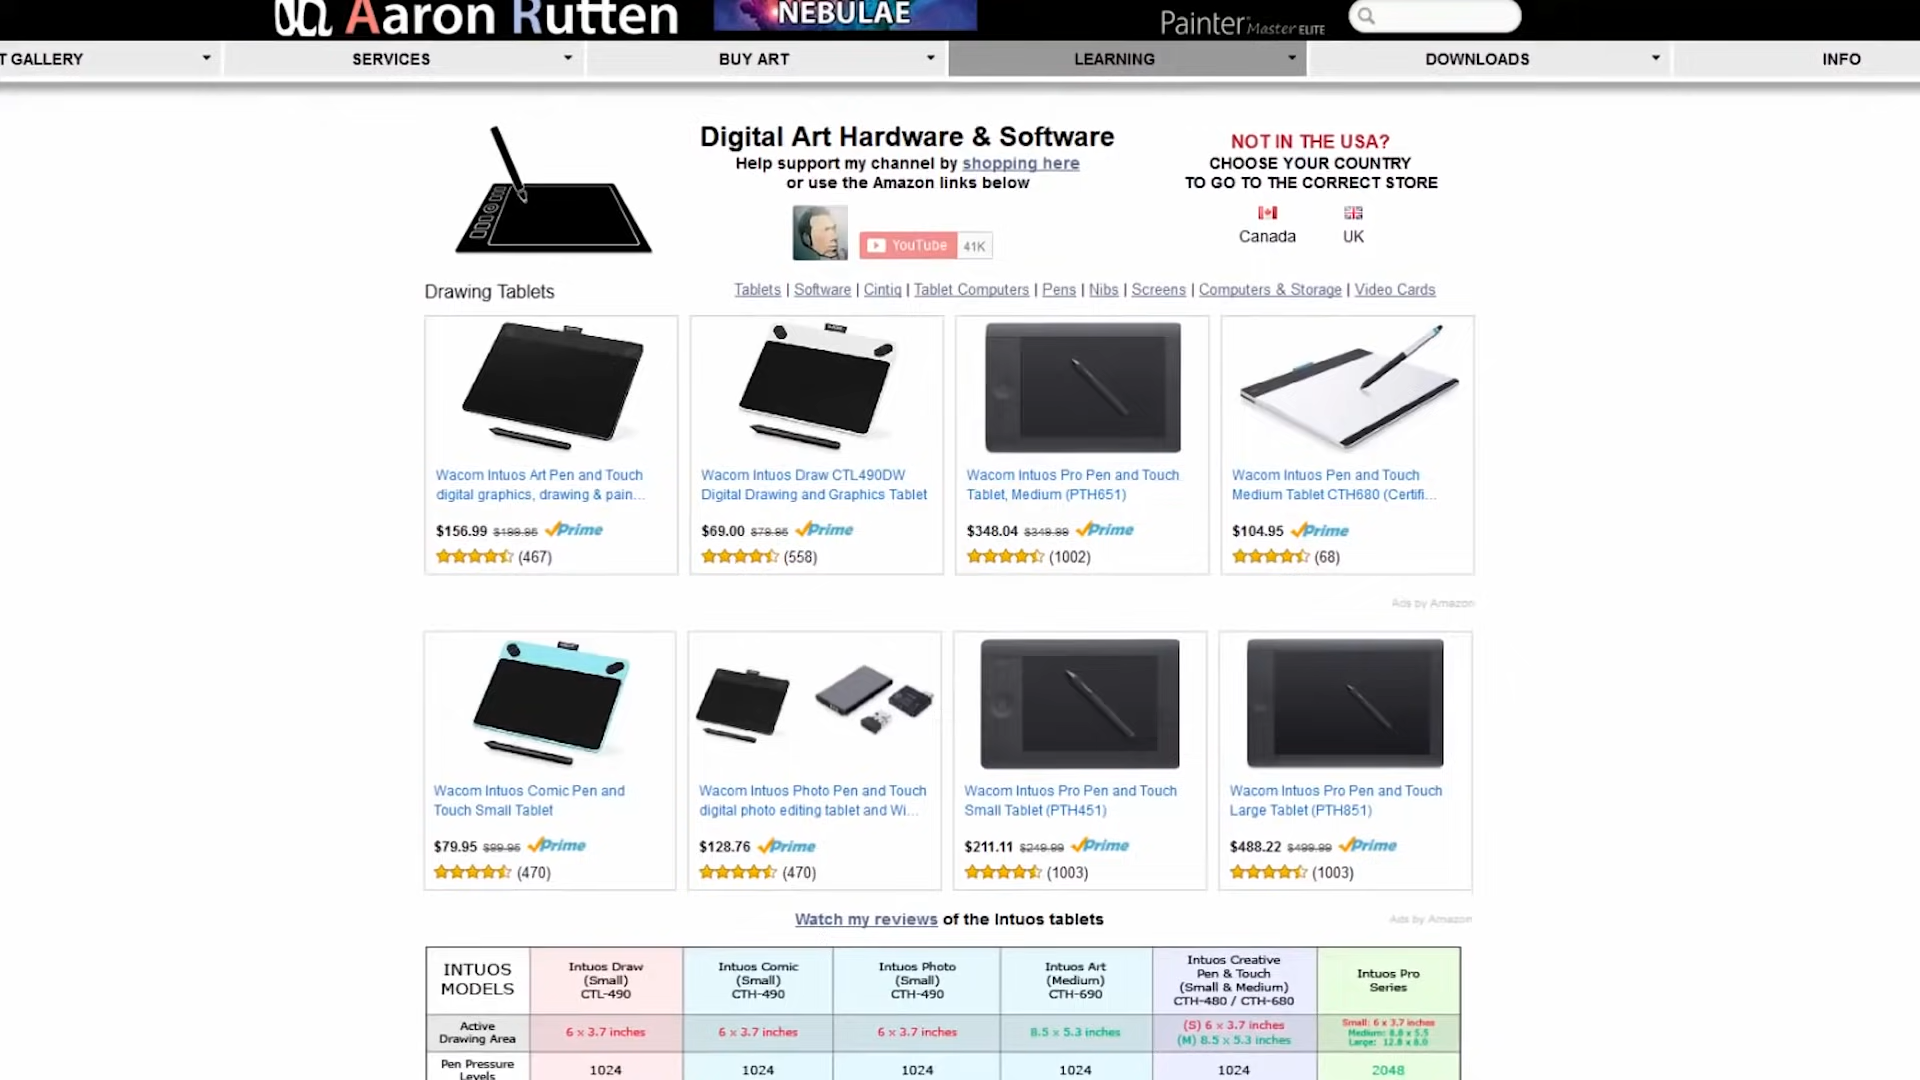 Aaron Rutten
NEBULAE
Painter Master ELITE
T GALLERY
SERVICES
BUY ART
LEARNING
DOWNLOADS
INFO
Digital Art Hardware & Software
Help support my channel by shopping here
or use the Amazon links below
YouTube 41K
NOT IN THE USA?
CHOOSE YOUR COUNTRY
TO GO TO THE CORRECT STORE
Canada UK
Drawing Tablets
Tablets | Software | Cintiq | Tablet Computers | Pens | Nibs | Screens | Computers & Storage | Video Cards
Wacom Intuos Art Pen and Touch
digital graphics, drawing & pain...
$156.99 $199.95 Prime
(467)
Wacom Intuos Draw CTL490DW
Digital Drawing and Graphics Tablet
$69.00 $79.95 Prime
(558)
Wacom Intuos Pro Pen and Touch
Tablet, Medium (PTH651)
$348.04 $349.99 Prime
(1002)
Wacom Intuos Pen and Touch
Medium Tablet CTH680 (Certifi...
$104.95 Prime
(68)
Ads by Amazon
Wacom Intuos Comic Pen and
Touch Small Tablet
$79.95 $99.95 Prime
(470)
Wacom Intuos Photo Pen and Touch
digital photo editing tablet and Wi...
$128.76 Prime
(470)
Wacom Intuos Pro Pen and Touch
Small Tablet (PTH451)
$211.11 $249.99 Prime
(1003)
Wacom Intuos Pro Pen and Touch
Large Tablet (PTH851)
$488.22 $499.99 Prime
(1003)
Watch my reviews of the Intuos tablets
Ads by Amazon
INTUOS
MODELS
Intuos Draw
(Small)
CTL-490
Intuos Comic
(Small)
CTH-490
Intuos Photo
(Small)
CTH-490
Intuos Art
(Medium)
CTH-690
Intuos Creative
Pen & Touch
(Small & Medium)
CTH-480 / CTH-680
Intuos Pro
Series
Active
Drawing Area
6 x 3.7 inches
6 x 3.7 inches
6 x 3.7 inches
8.5 x 5.3 inches
(S) 6 x 3.7 inches
(M) 8.5 x 5.3 inches
Small: 6 x 3.7 inches
Medium: 8.8 x 5.5
Large: 12.8 x 8.0
Pen Pressure
Levels
1024
1024
1024
1024
1024
2048